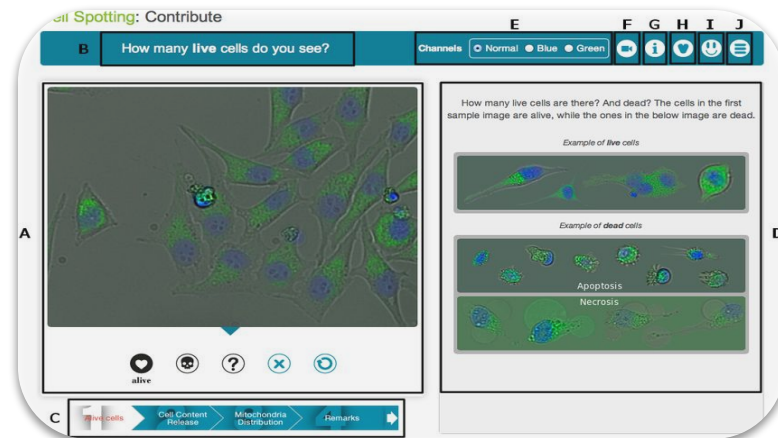 Spotting: Contribute
E F G H I J
B How many live cells do you see? Channels Normal Blue Green
How many live cells are there? And dead? The cells in the first
sample image are alive, while the ones in the below image are dead.
Example of live cells
A
Example of dead cells
D
Apoptosis
Necrosis
?
alive
C Alive cells Cell Content Release Mitochondria Distribution Remarks